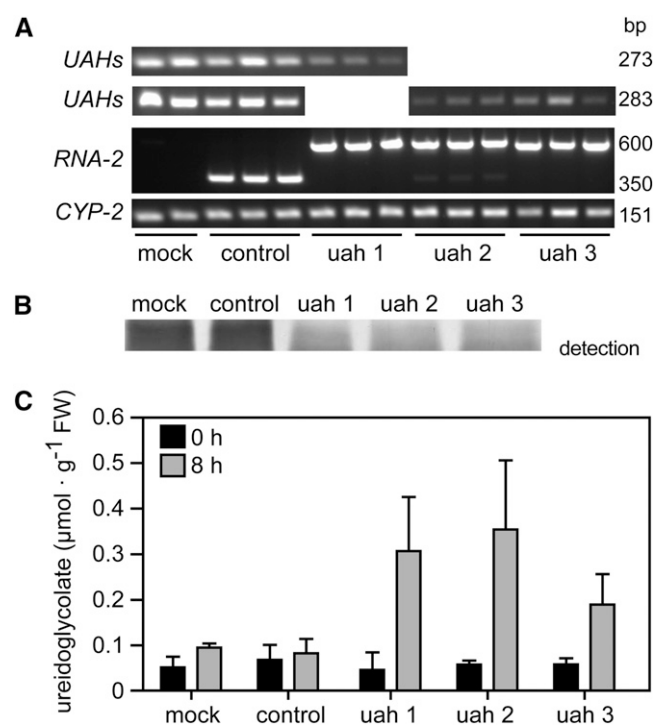 A
bp
UAHs 273
UAHs 283
RNA-2 600
350
CYP-2 151
mock control uah 1 uah 2 uah 3
B
mock control uah 1 uah 2 uah 3
detection
C
ureidoglycolate (µmol · g⁻¹ FW)
0.6
0.5
0.4
0.3
0.2
0.1
0
0 h
8 h
mock control uah 1 uah 2 uah 3